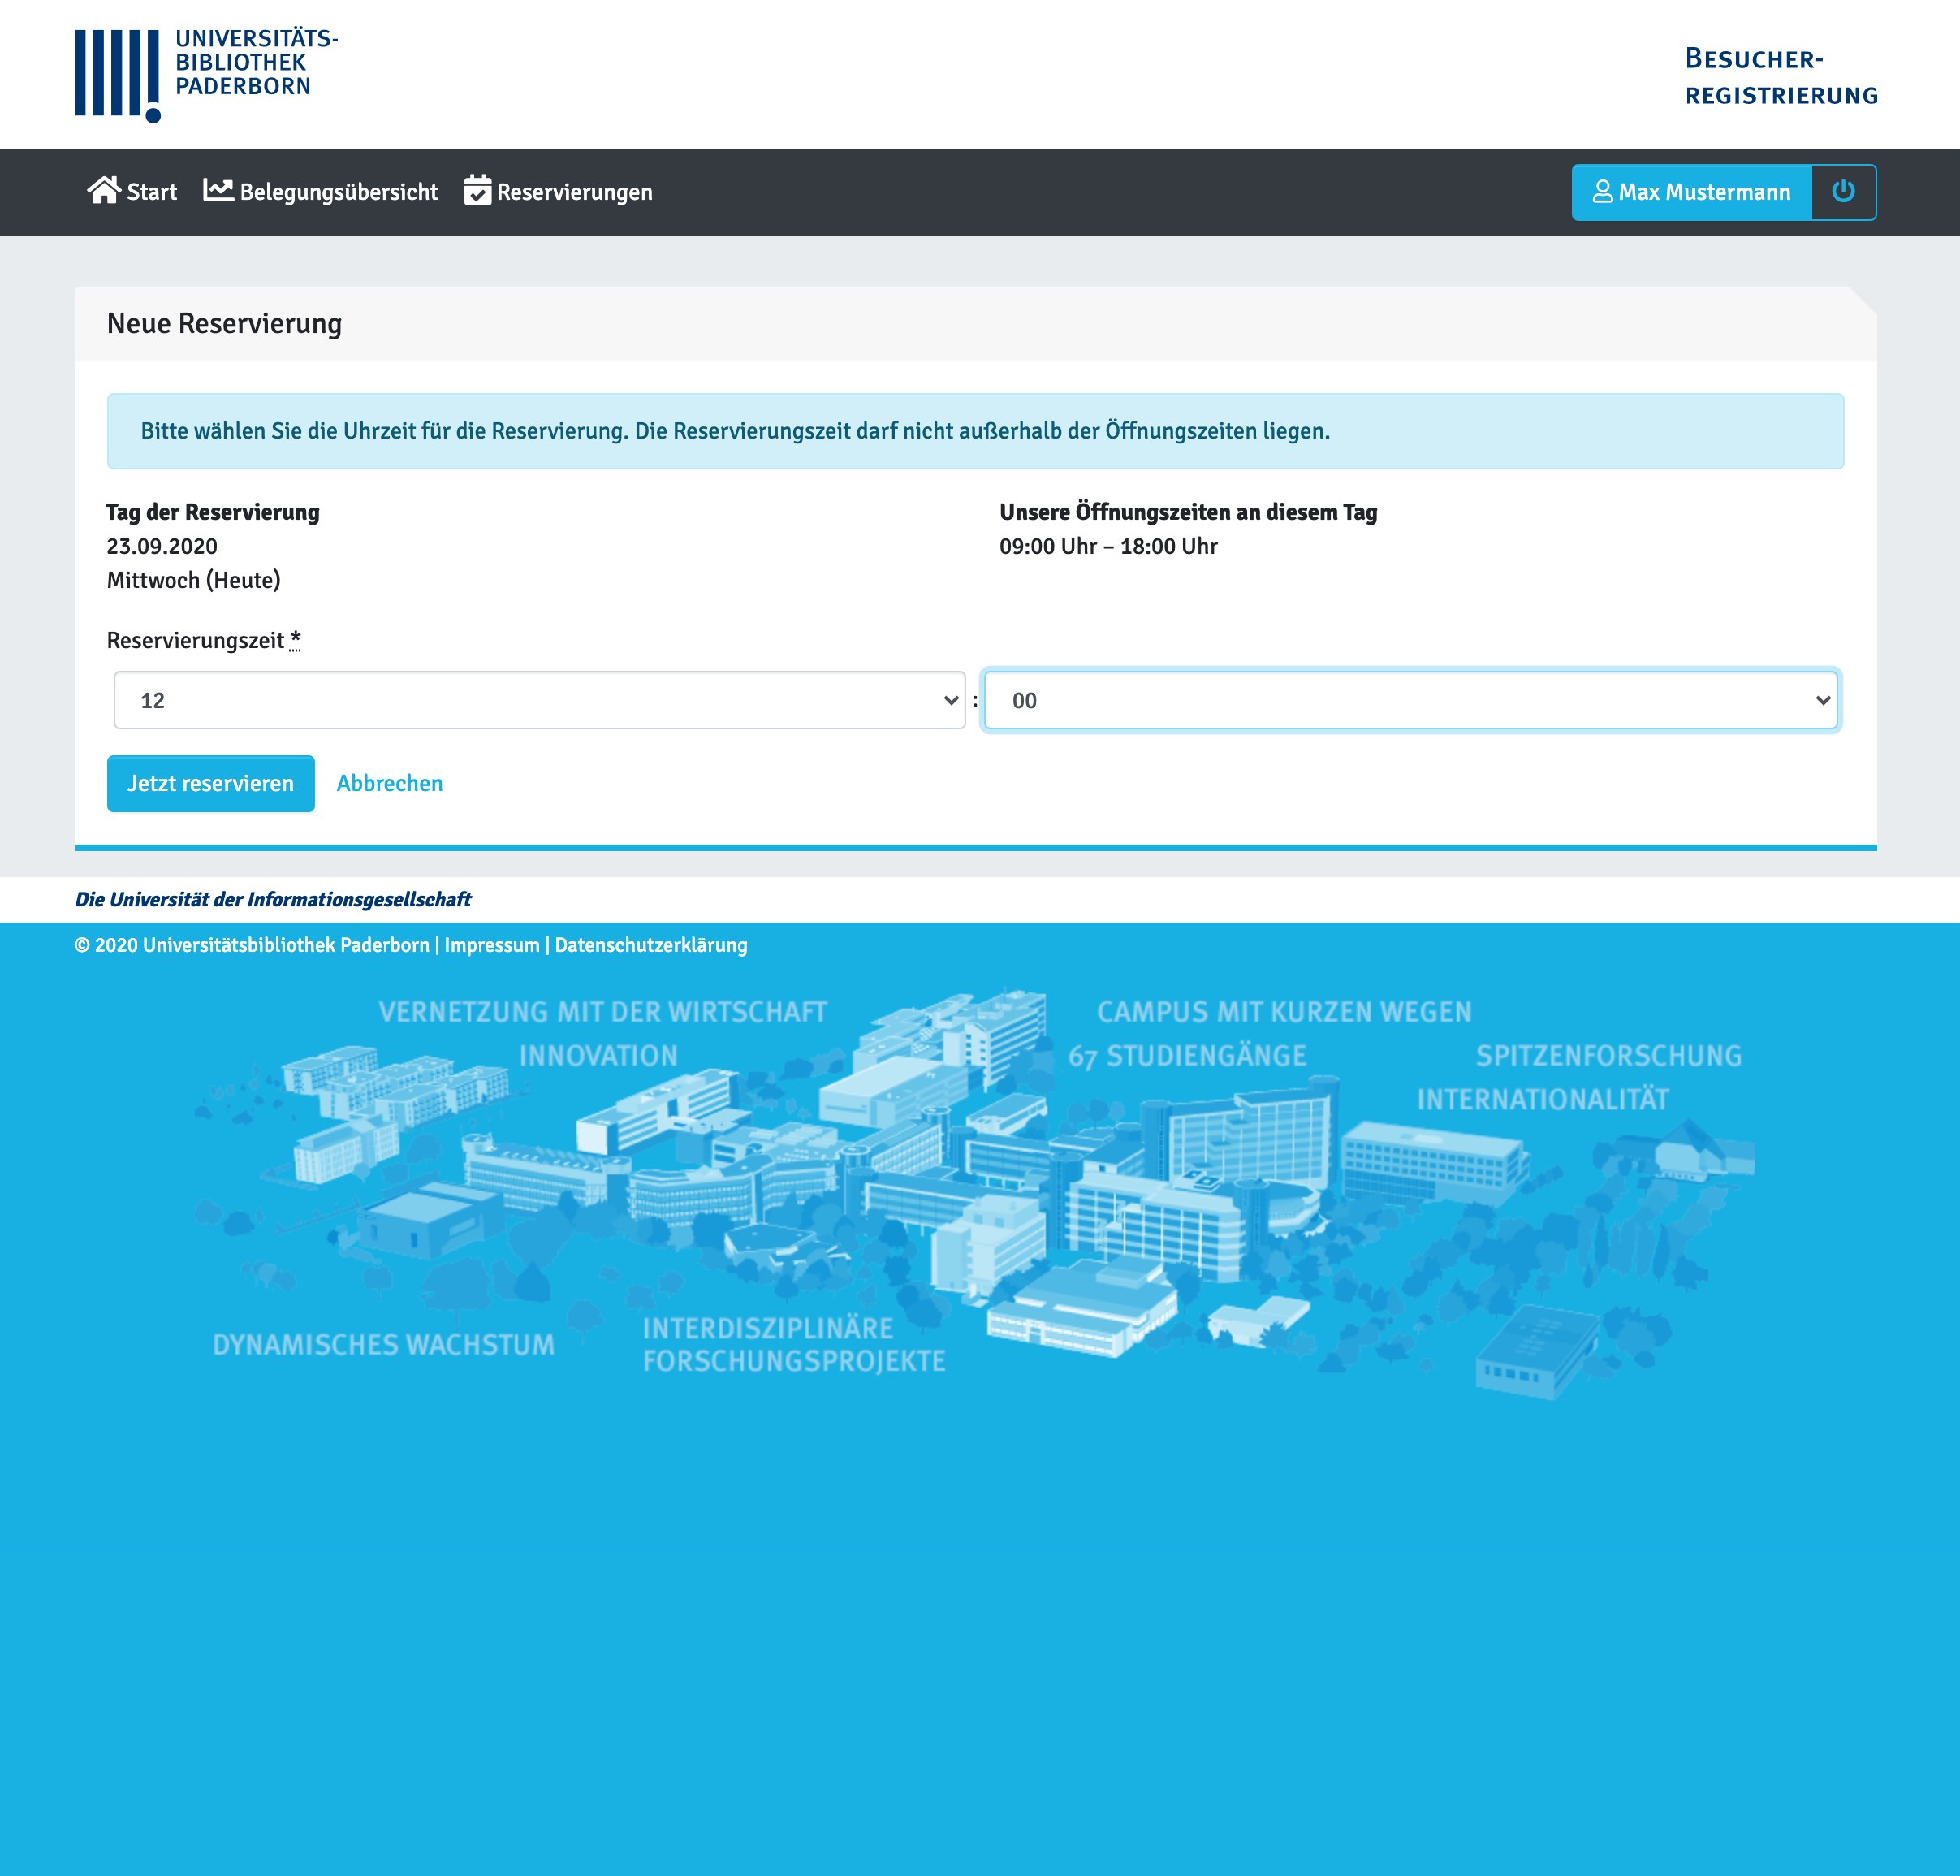 UNIVERSITÄTS-
BIBLIOTHEK
PADERBORN
BESUCHER-
REGISTRIERUNG
Start Belegungsübersicht Reservierungen Max Mustermann
Neue Reservierung
Bitte wählen Sie die Uhrzeit für die Reservierung. Die Reservierungszeit darf nicht außerhalb der Öffnungszeiten liegen.
Tag der Reservierung
23.09.2020
Mittwoch (Heute)
Unsere Öffnungszeiten an diesem Tag
09:00 Uhr – 18:00 Uhr
Reservierungszeit *
12 : 00
Jetzt reservieren Abbrechen
Die Universität der Informationsgesellschaft
© 2020 Universitätsbibliothek Paderborn | Impressum | Datenschutzerklärung
VERNETZUNG MIT DER WIRTSCHAFT
CAMPUS MIT KURZEN WEGEN
INNOVATION
67 STUDIENGÄNGE
SPITZENFORSCHUNG
INTERNATIONALITÄT
DYNAMISCHES WACHSTUM
INTERDISZIPLINÄRE
FORSCHUNGSPROJEKTE